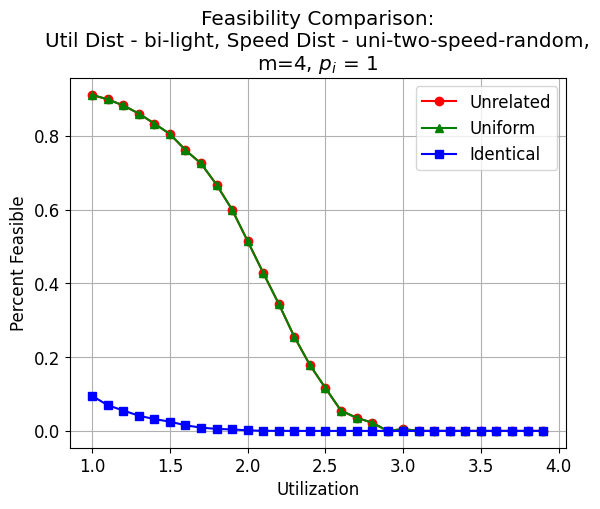 Feasibility Comparison:
Util Dist - bi-light, Speed Dist - uni-two-speed-random,
m=4, $p_i$ = 1
Unrelated
Uniform
Identical
Percent Feasible
0.8
0.6
0.4
0.2
0.0
1.0 1.5 2.0 2.5 3.0 3.5 4.0
Utilization